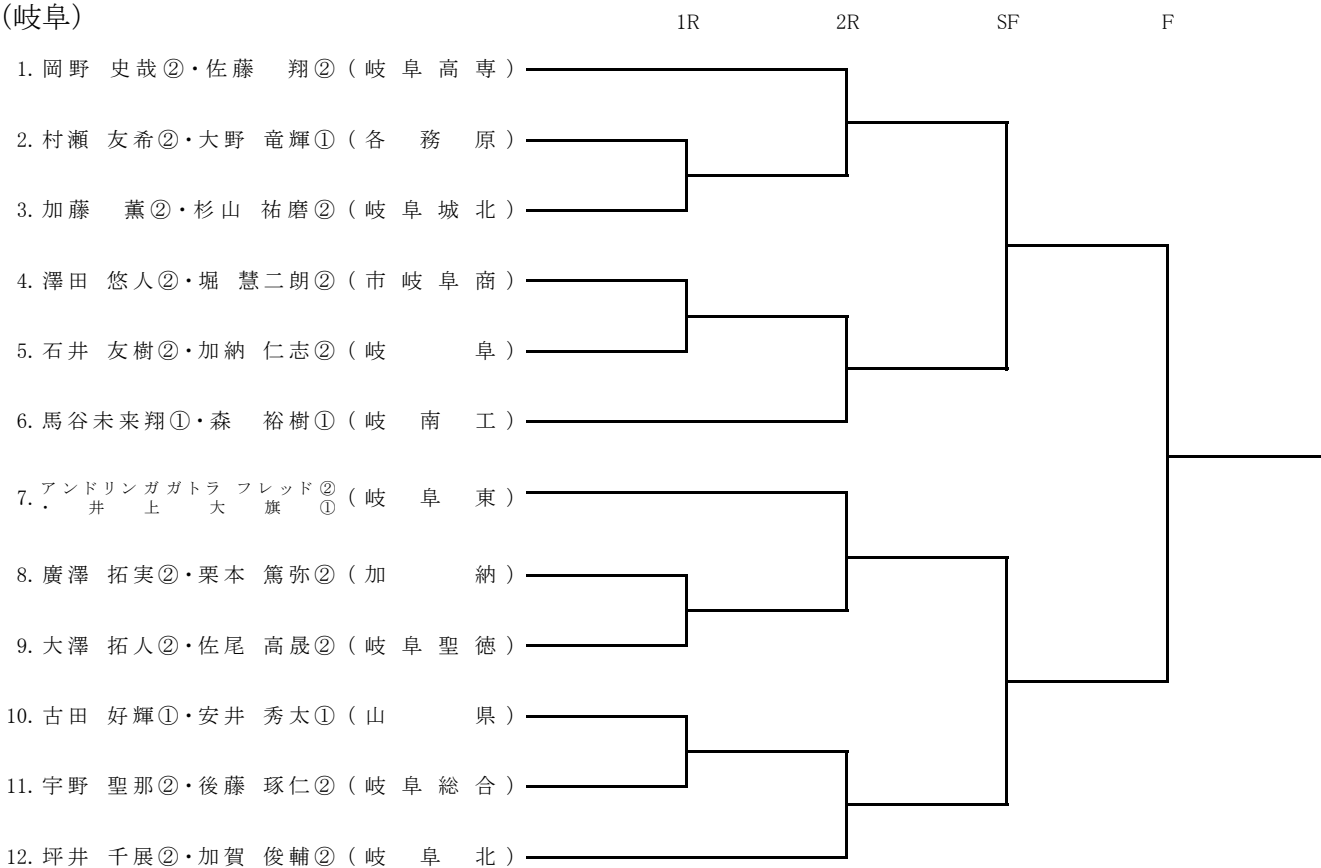 (岐阜)
1R 2R SF F
1. 岡野 史哉②・佐藤 翔② (岐阜高専)
2. 村瀬 友希②・大野 竜輝① (各務原)
3. 加藤 薫②・杉山 祐磨② (岐阜城北)
4. 澤田 悠人②・堀 慧二朗② (市岐阜商)
5. 石井 友樹②・加納 仁志② (岐阜)
6. 馬谷未来翔①・森 裕樹① (岐南工)
7. アンドリンガガトラ フレッド②
・井上大旗① (岐阜東)
8. 廣澤 拓実②・栗本 篤弥② (加納)
9. 大澤 拓人②・佐尾 高晟② (岐阜聖徳)
10. 古田 好輝①・安井 秀太① (山県)
11. 宇野 聖那②・後藤 琢仁② (岐阜総合)
12. 坪井 千展②・加賀 俊輔② (岐阜北)